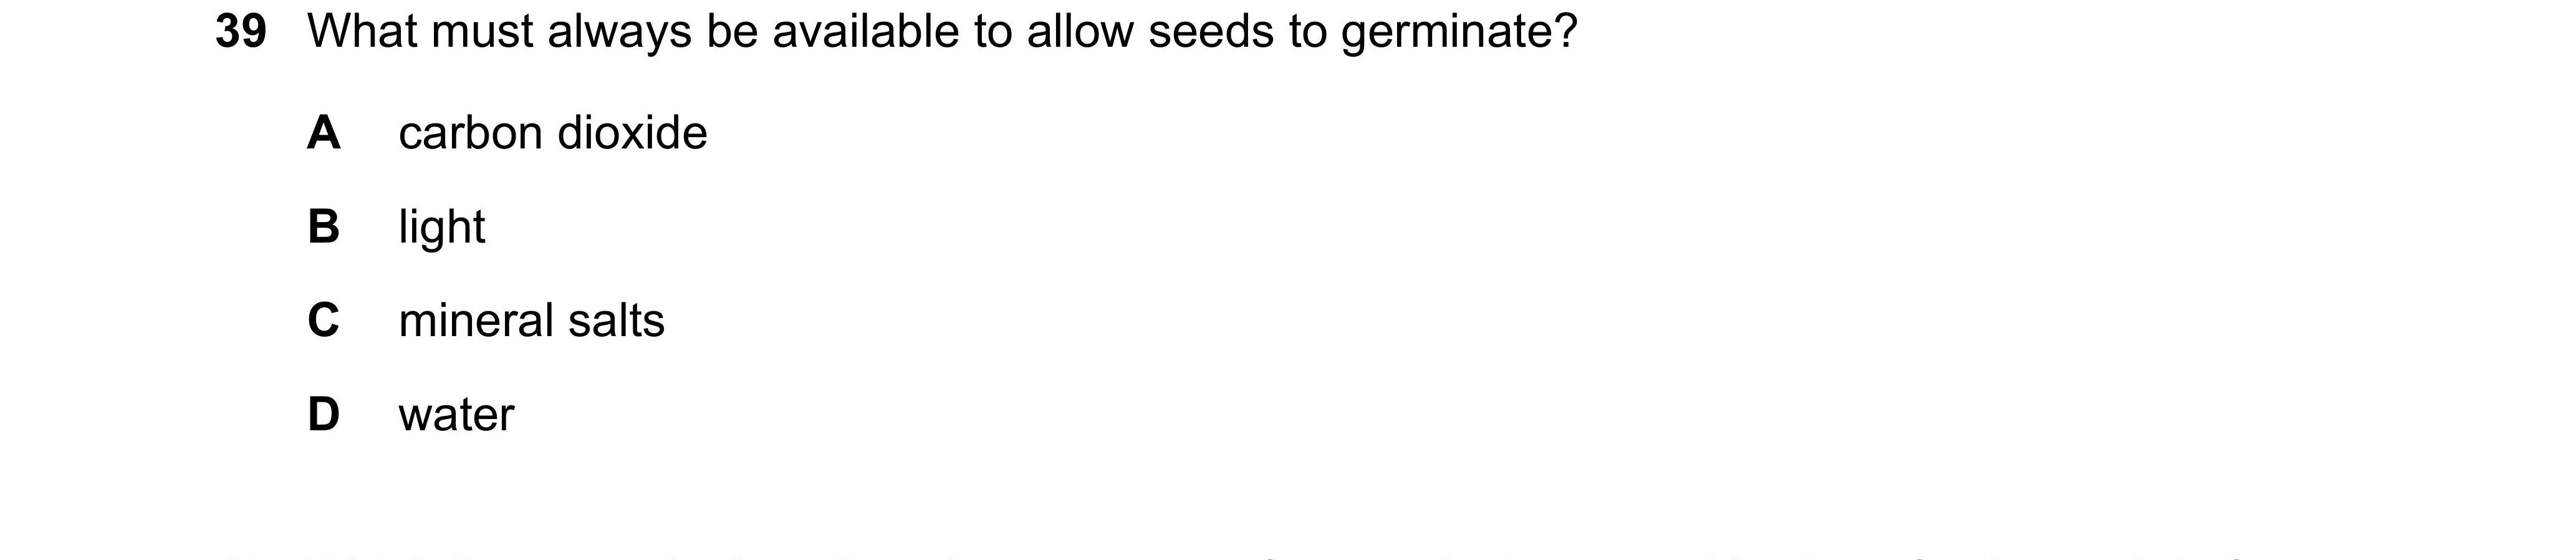 39 What must always be available to allow seeds to germinate?
A carbon dioxide
B light
C mineral salts
D water